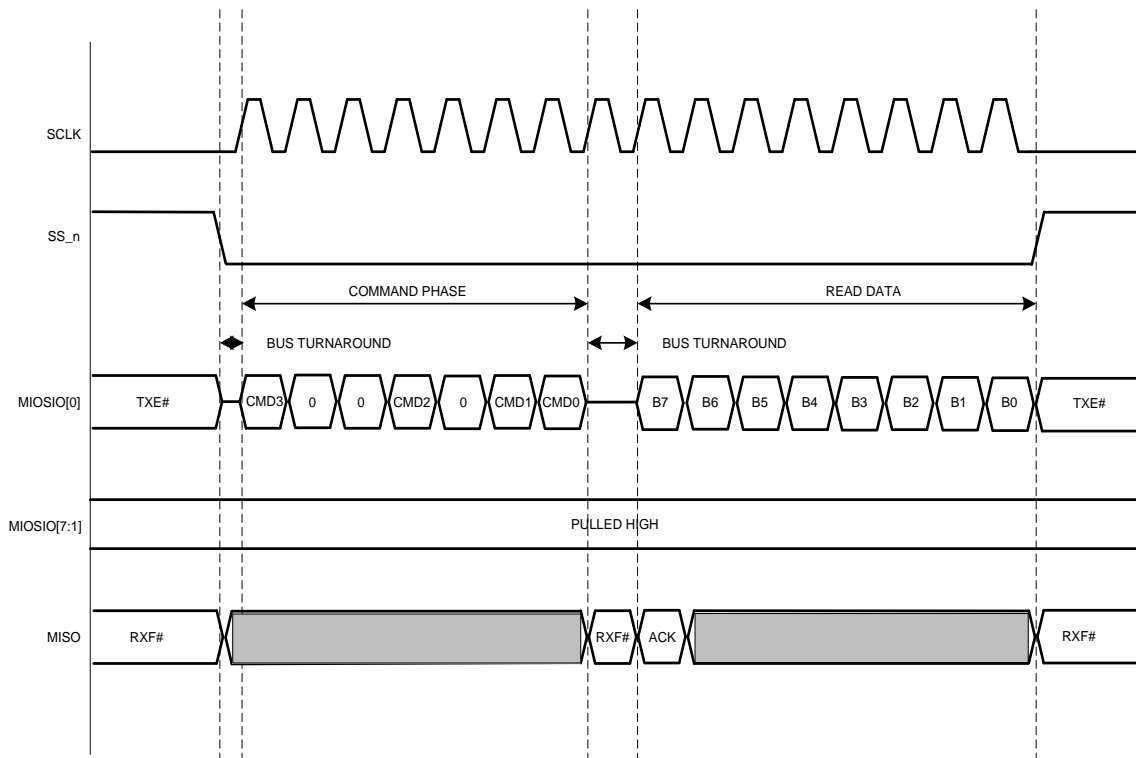 SCLK
SS_n
COMMAND PHASE READ DATA
BUS TURNAROUND BUS TURNAROUND
MIOSIO[0] TXE# CMD3 0 0 CMD2 0 CMD1 CMD0 B7 B6 B5 B4 B3 B2 B1 B0 TXE#
MIOSIO[7:1] PULLED HIGH
MISO RXF# RXF# ACK RXF#